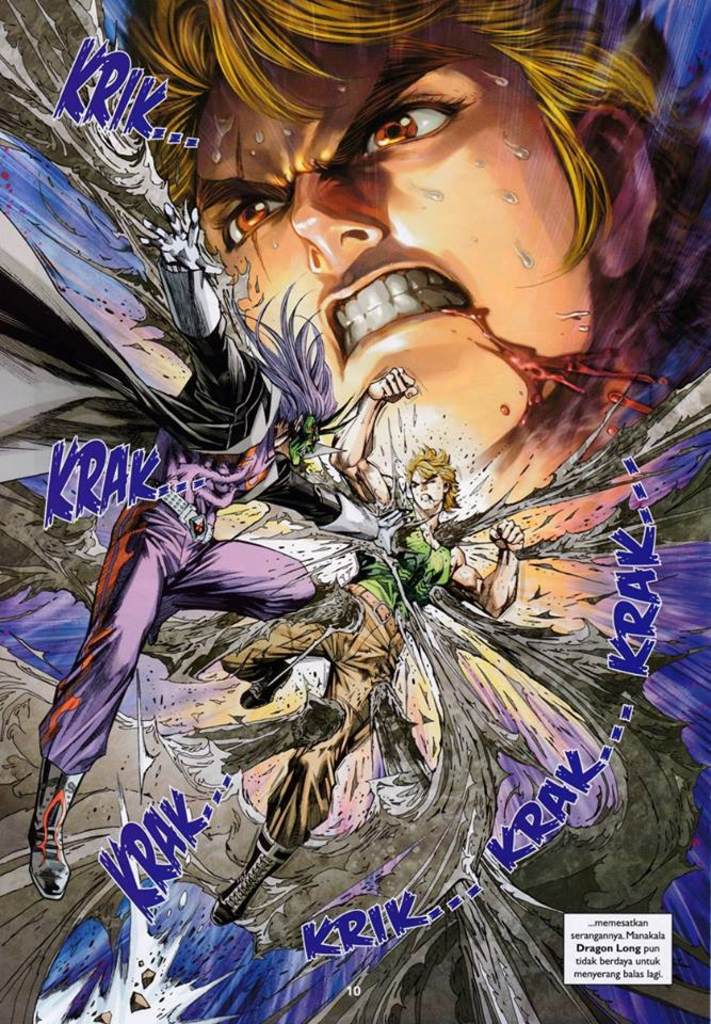 KRIK...
KRAK...
KRAK...
KRAK...
KRAK...
KRIK...
...memesatkan
serangannya. Manakala
Dragon Long pun
tidak berdaya untuk
menyerang balas lagi.
10